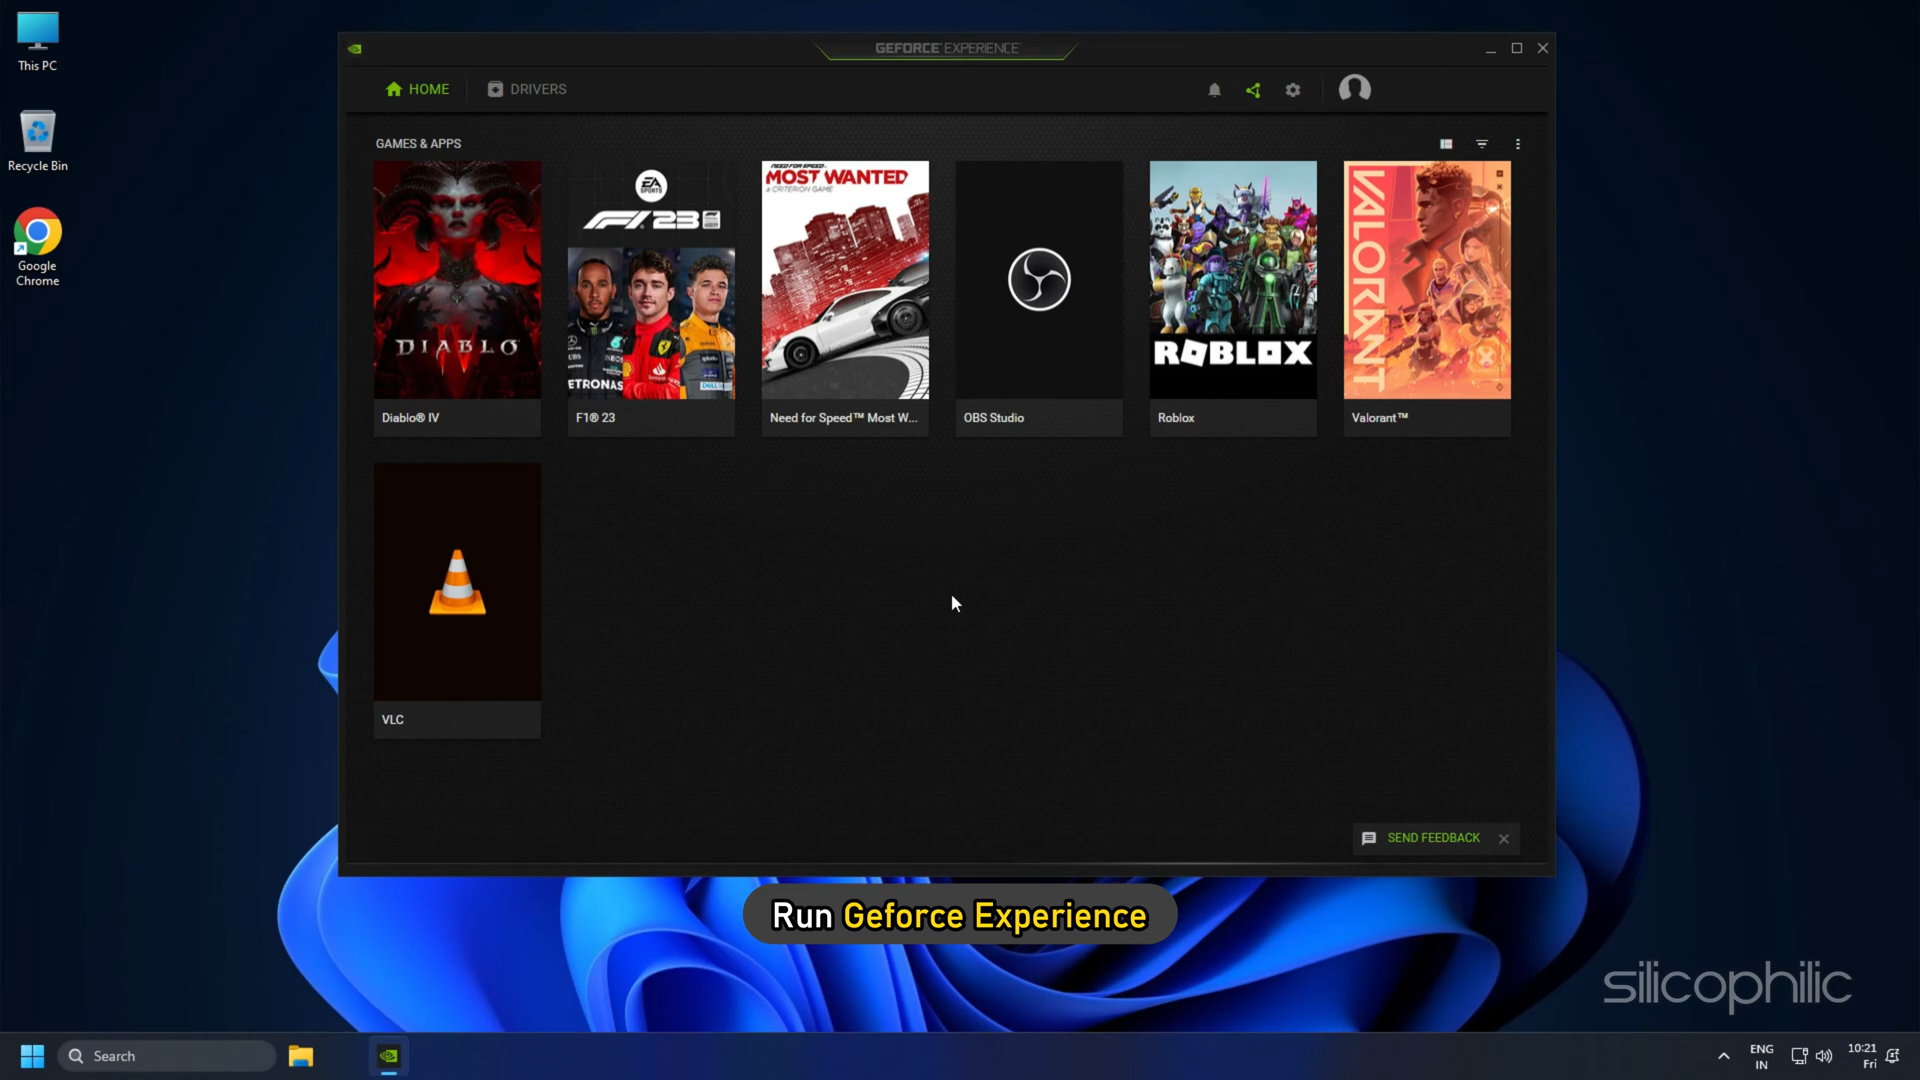 This PC
Recycle Bin
Google
Chrome
GEFORCE® EXPERIENCE
HOME
DRIVERS
GAMES & APPS
DIABLO
IV
Diablo® IV
EA
SPORTS
F1 23
PETRONAS
F1® 23
NEED FOR SPEED
MOST WANTED
a CRITERION GAME
Need for Speed™ Most W...
OBS Studio
ROBLOX
Roblox
VALORANT
Valorant™
VLC
SEND FEEDBACK
Run Geforce Experience
silicophilic
Search
ENG
IN
10:21
Fri